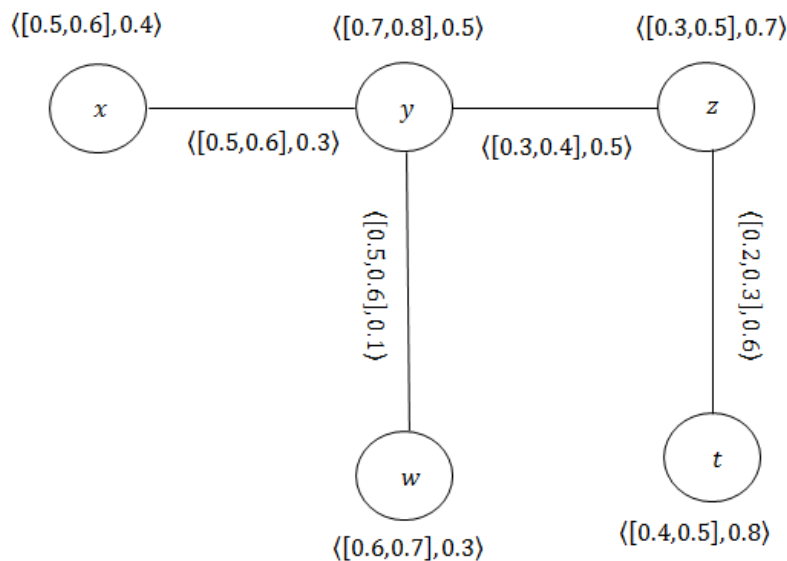 ⟨[0.5,0.6],0.4⟩
⟨[0.7,0.8],0.5⟩
⟨[0.3,0.5],0.7⟩
x
y
z
⟨[0.5,0.6],0.3⟩
⟨[0.3,0.4],0.5⟩
⟨[0.5,0.6],0.1⟩
⟨[0.2,0.3],0.6⟩
w
t
⟨[0.6,0.7],0.3⟩
⟨[0.4,0.5],0.8⟩